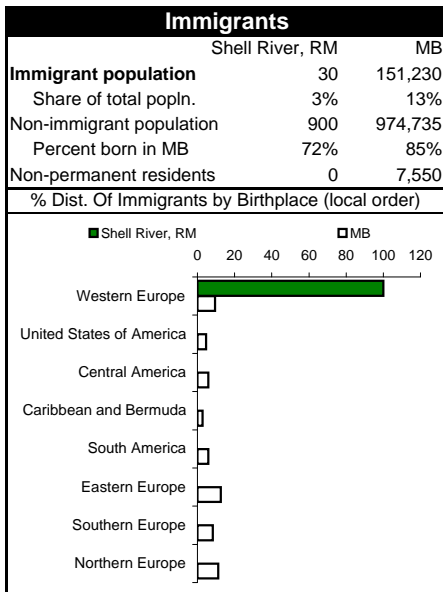 Immigrants
Shell River, RM MB
Immigrant population 30 151,230
Share of total popln. 3% 13%
Non-immigrant population 900 974,735
Percent born in MB 72% 85%
Non-permanent residents 0 7,550
% Dist. Of Immigrants by Birthplace (local order)
Shell River, RM MB
0 20 40 60 80 100 120
Western Europe
United States of America
Central America
Caribbean and Bermuda
South America
Eastern Europe
Southern Europe
Northern Europe